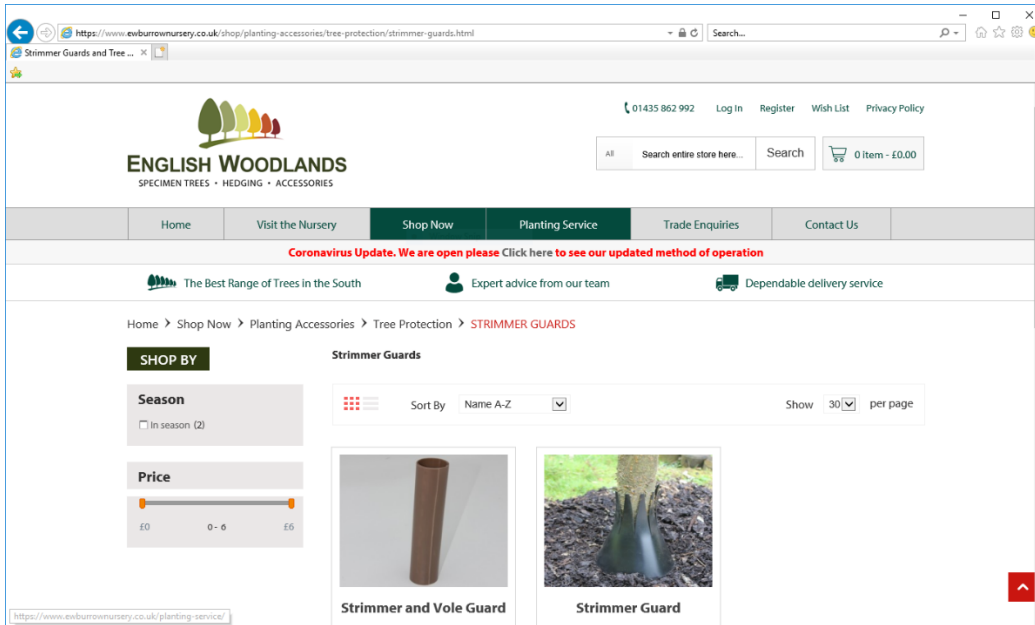 https://www.ewburrownursery.co.uk/shop/planting-accessories/tree-protection/strimmer-guards.html
Search...
Strimmer Guards and Tree ...
01435 862 992 Log In Register Wish List Privacy Policy
All Search entire store here... Search 0 item - £0.00
ENGLISH WOODLANDS
SPECIMEN TREES • HEDGING • ACCESSORIES
Home Visit the Nursery Shop Now Planting Service Trade Enquiries Contact Us
Coronavirus Update. We are open please Click here to see our updated method of operation
The Best Range of Trees in the South Expert advice from our team Dependable delivery service
Home > Shop Now > Planting Accessories > Tree Protection > STRIMMER GUARDS
SHOP BY
Strimmer Guards
Season
In season (2)
Sort By Name A-Z Show 30 per page
Price
£0 0 - 6 £6
Strimmer and Vole Guard Strimmer Guard
https://www.ewburrownursery.co.uk/planting-service/